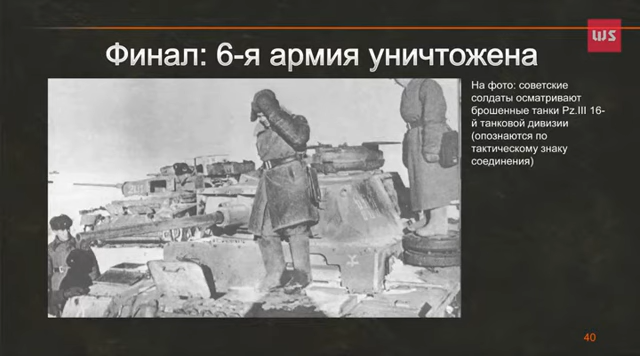 WS
Финал: 6-я армия уничтожена
На фото: советские
солдаты осматривают
брошенные танки Pz.III 16-
й танковой дивизии
(опознаются по
тактическому знаку
соединения)
40